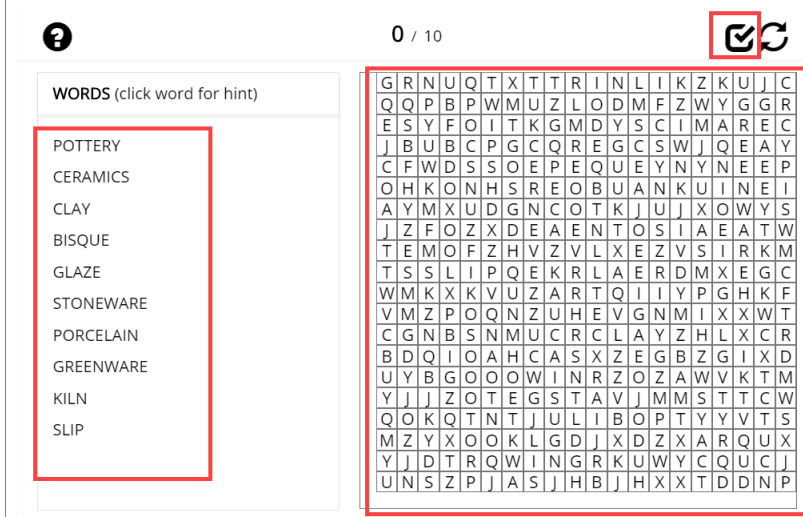 0 / 10
WORDS (click word for hint)
POTTERY
CERAMICS
CLAY
BISQUE
GLAZE
STONEWARE
PORCELAIN
GREENWARE
KILN
SLIP
G R N U Q T X T T R I N L I K Z K U J C
Q Q P B P W M U Z L O D M F Z W Y G G R
E S Y F O I T K G M D Y S C I M A R E C
J B U B C P G C Q R E G C S W J Q E A Y
C F W D S S O E P E Q U E Y N Y N E E P
O H K O N H S R E O B U A N K U I N E I
A Y M X U D G N C O T K J U J X O W Y S
J Z F O Z X D E A E N T O S I A E A T W
T E M O F Z H V Z V L X E Z V S I R K M
T S S L I P Q E K R L A E R D M X E G C
W M K X K V U Z A R T Q I I Y P G H K F
V M Z P O Q N Z U H E V G N M I X X W T
C G N B S N M U C R C L A Y Z H L X C R
B D Q I O A H C A S X Z E G B Z G I X D
U Y B G O O O W I N R Z O Z A W V K T M
Y J J Z O T E G S T A V J M M S T T C W
Q O K Q T N T J U L I B O P T Y Y V T S
M Z Y X O O K L G D J X D Z X A R Q U X
Y J D T R Q W I N G R K U W Y C Q U C J
U N S Z P J A S J H B J H X X T D D N P